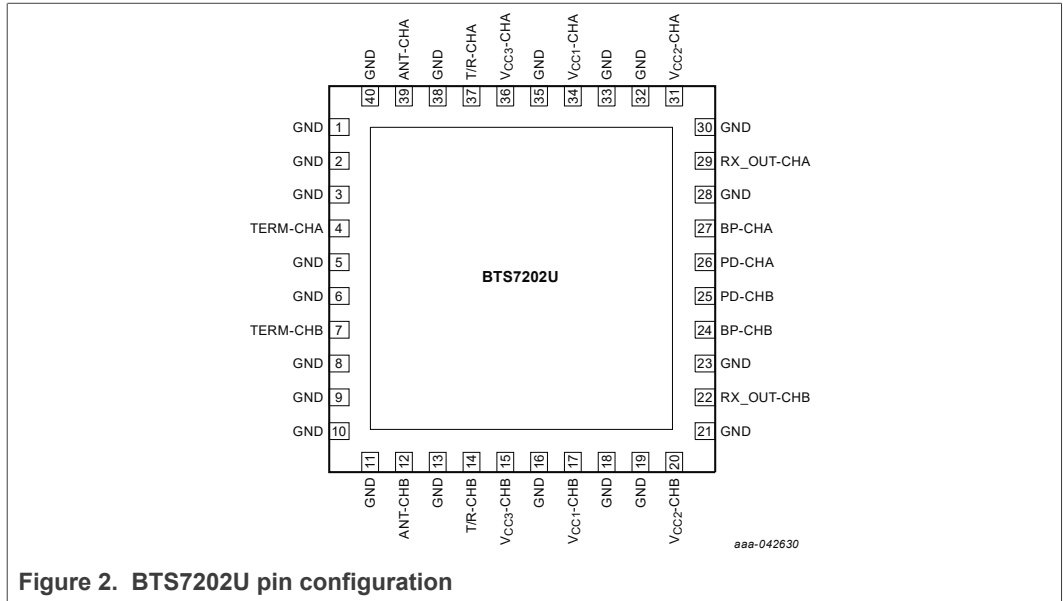 GND
ANT-CHA
GND
T/R-CHA
VCC3-CHA
GND
VCC1-CHA
GND
GND
VCC2-CHA
40
39
38
37
36
35
34
33
32
31
GND 1
GND 2
GND 3
TERM-CHA 4
GND 5
GND 6
TERM-CHB 7
GND 8
GND 9
GND 10
BTS7202U
30 GND
29 RX_OUT-CHA
28 GND
27 BP-CHA
26 PD-CHA
25 PD-CHB
24 BP-CHB
23 GND
22 RX_OUT-CHB
21 GND
11
12
13
14
15
16
17
18
19
20
GND
ANT-CHB
GND
T/R-CHB
VCC3-CHB
GND
VCC1-CHB
GND
GND
VCC2-CHB
aaa-042630
Figure 2. BTS7202U pin configuration